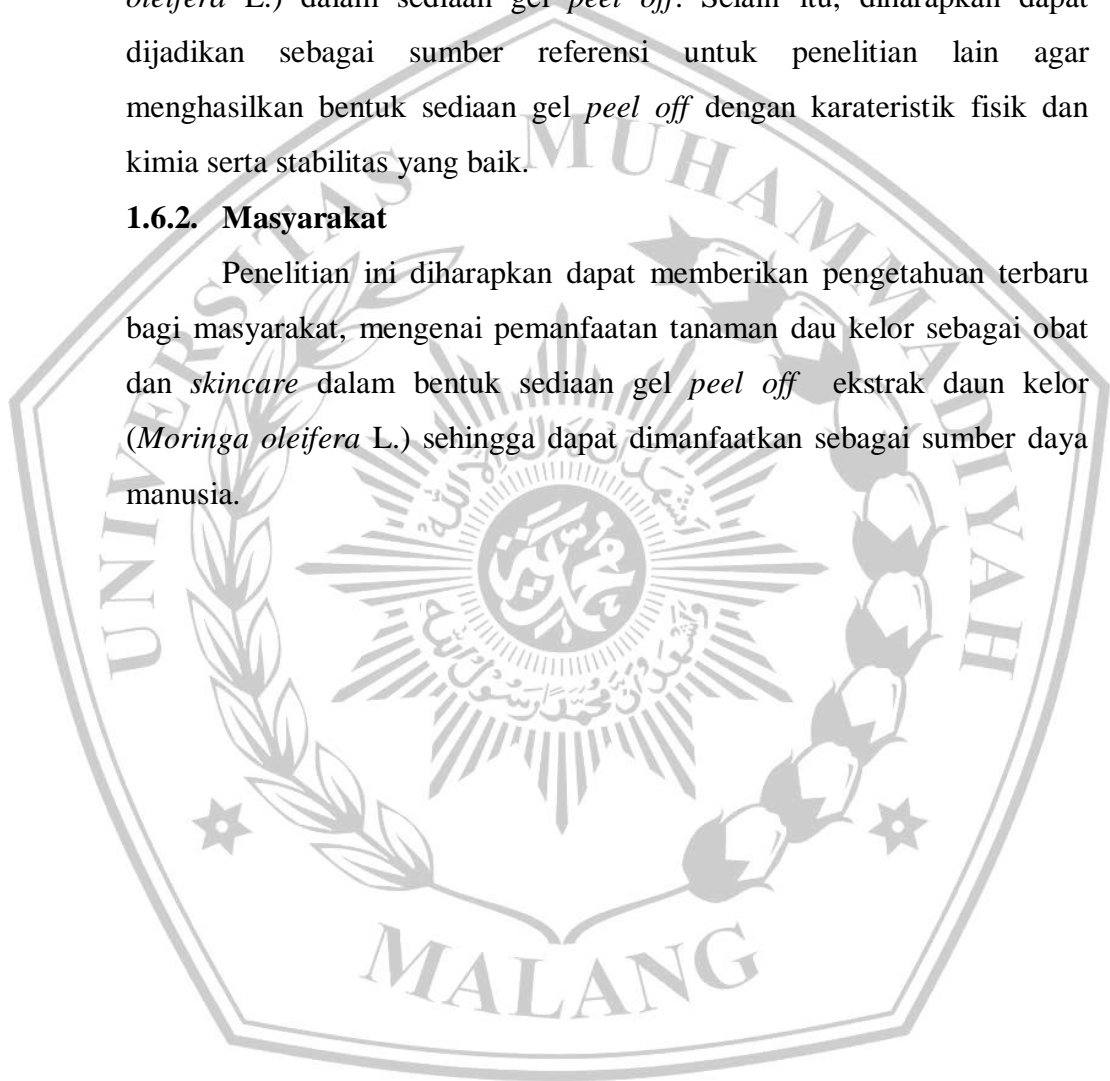 oleifera L.) dalam sediaan gel peel off. Selain itu, diharapkan dapat
dijadikan sebagai sumber referensi untuk penelitian lain agar
menghasilkan bentuk sediaan gel peel off dengan karateristik fisik dan
kimia serta stabilitas yang baik.
1.6.2. Masyarakat
Penelitian ini diharapkan dapat memberikan pengetahuan terbaru
bagi masyarakat, mengenai pemanfaatan tanaman dau kelor sebagai obat
dan skincare dalam bentuk sediaan gel peel off ekstrak daun kelor
(Moringa oleifera L.) sehingga dapat dimanfaatkan sebagai sumber daya
manusia.
UNIVERSITAS MUHAMMADIYAH
MALANG